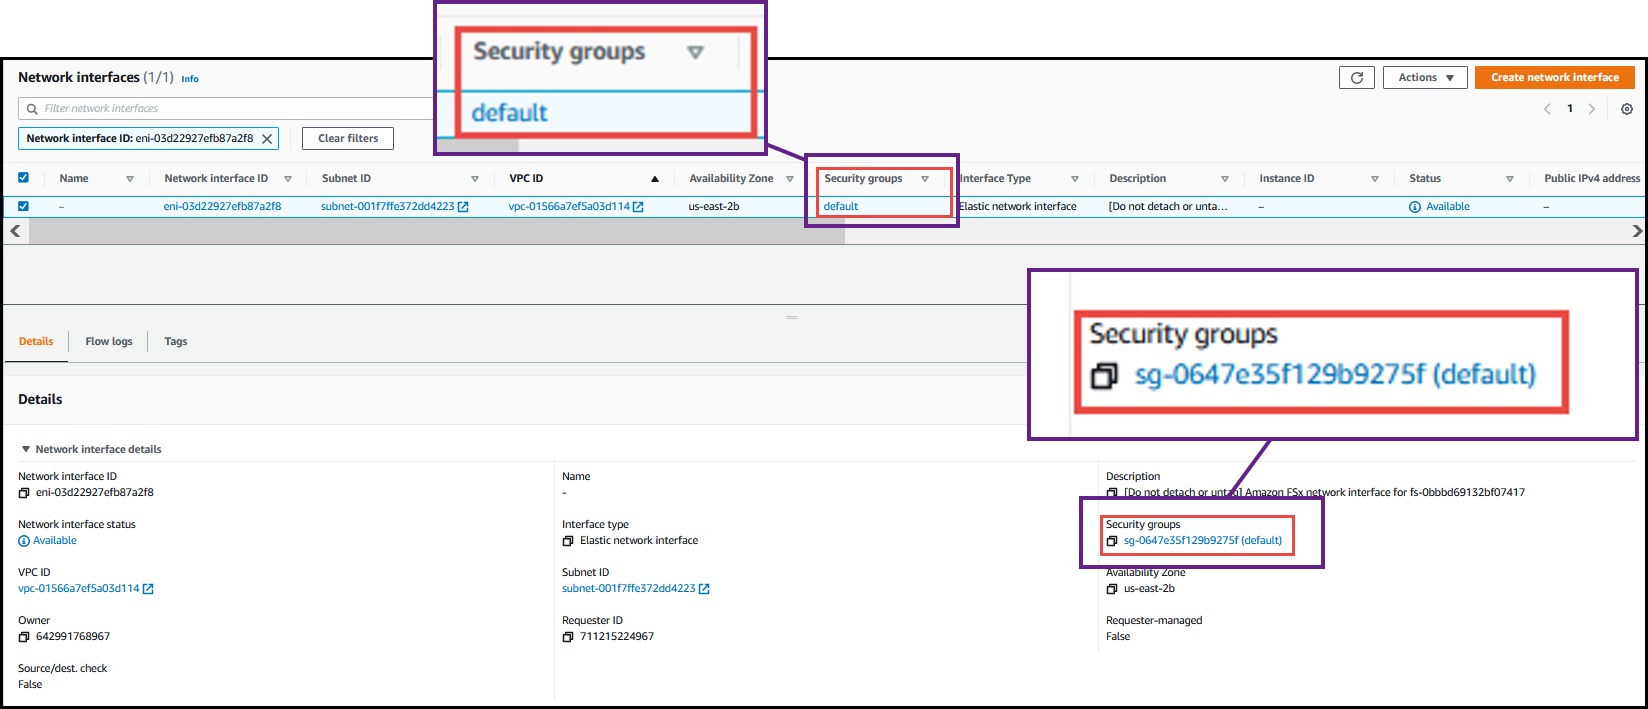 Security groups
default
Network interfaces (1/1) Info
Actions
Create network interface
Filter network interfaces
1
Network interface ID: eni-03d22927efb87a2f8
Clear filters
Name Network interface ID Subnet ID VPC ID Availability Zone Security groups Interface Type Description Instance ID Status Public IPv4 address
– eni-03d22927efb87a2f8 subnet-001f7ffe372dd4223 vpc-01566a7ef5a03d114 us-east-2b default Elastic network interface [Do not detach or unta... – Available –
Security groups
sg-0647e35f129b9275f (default)
Details Flow logs Tags
Details
Network interface details
Network interface ID
eni-03d22927efb87a2f8
Name
-
Description
[Do not detach or untag] Amazon FSx network interface for fs-0bbbd69132bf07417
Network interface status
Available
Interface type
Elastic network interface
Security groups
sg-0647e35f129b9275f (default)
VPC ID
vpc-01566a7ef5a03d114
Subnet ID
subnet-001f7ffe372dd4223
Availability Zone
us-east-2b
Owner
642991768967
Requester ID
711215224967
Requester-managed
False
Source/dest. check
False